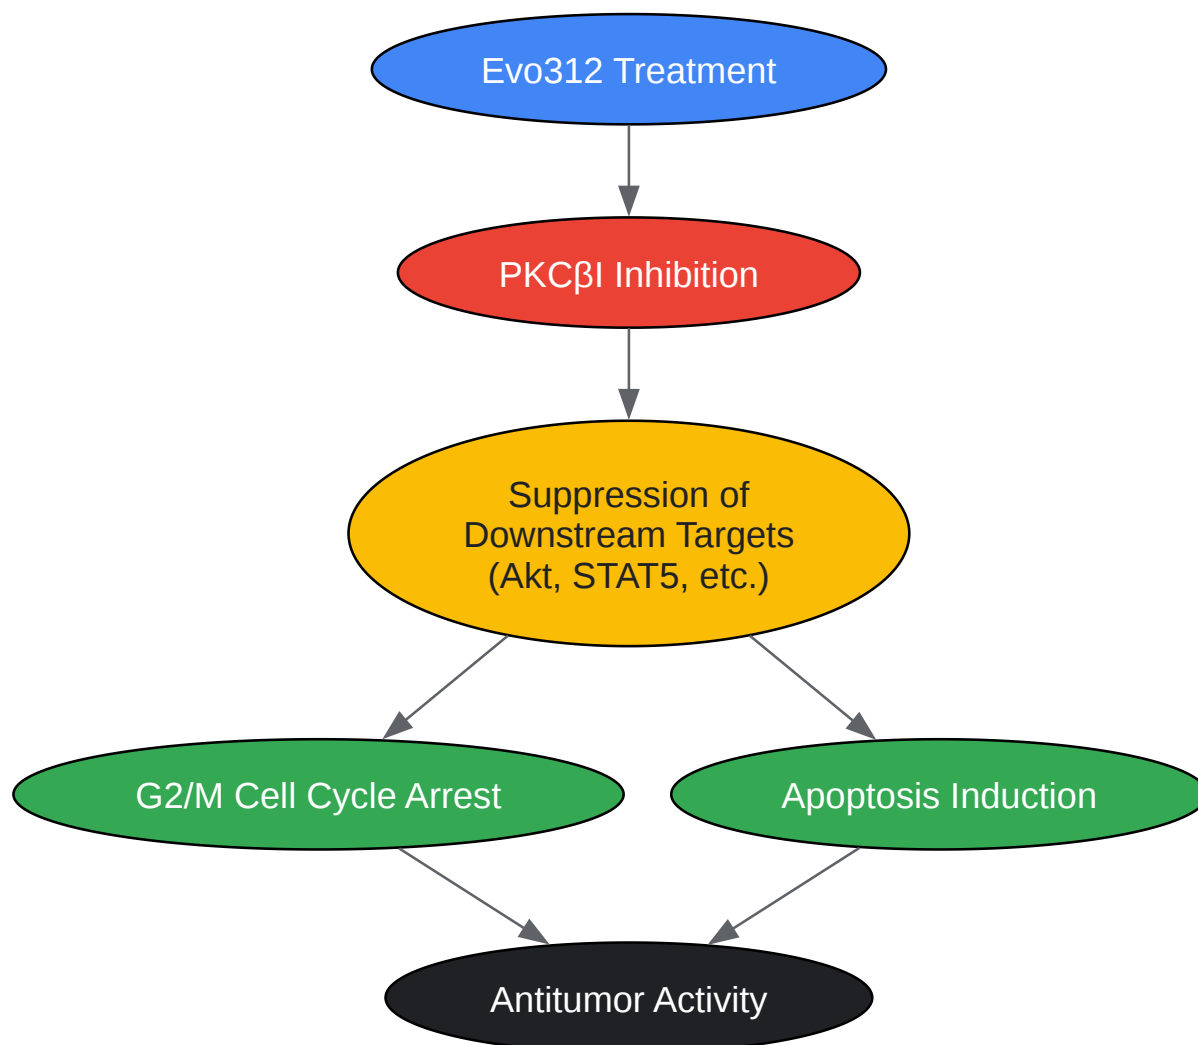 Evo312 Treatment
PKCβI Inhibition
Suppression of
Downstream Targets
(Akt, STAT5, etc.)
G2/M Cell Cycle Arrest
Apoptosis Induction
Antitumor Activity